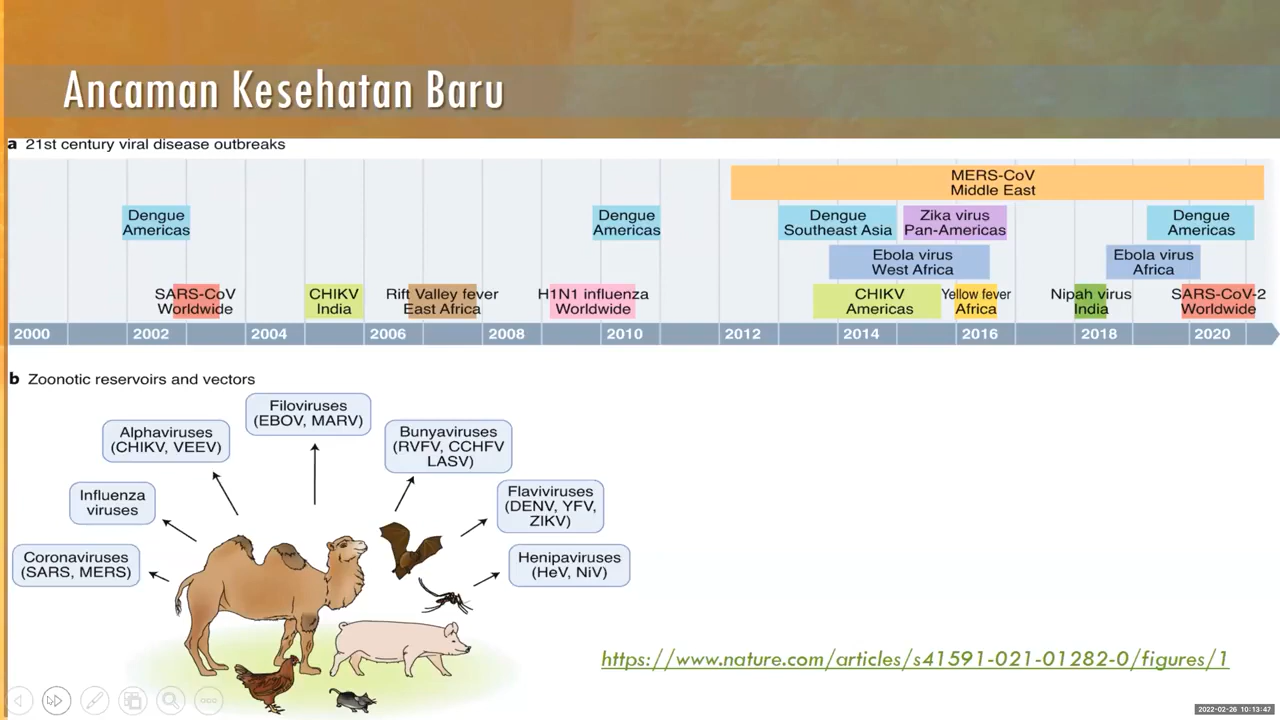 Ancaman Kesehatan Baru
a 21st century viral disease outbreaks
MERS-CoV
Middle East
Dengue
Americas
Dengue
Americas
Dengue
Southeast Asia
Zika virus
Pan-Americas
Dengue
Americas
Ebola virus
West Africa
Ebola virus
Africa
SARS-CoV
Worldwide
CHIKV
India
Rift Valley fever
East Africa
H1N1 influenza
Worldwide
CHIKV
Americas
Yellow fever
Africa
Nipah virus
India
SARS-CoV-2
Worldwide
2000 2002 2004 2006 2008 2010 2012 2014 2016 2018 2020
b Zoonotic reservoirs and vectors
Filoviruses
(EBOV, MARV)
Alphaviruses
(CHIKV, VEEV)
Bunyaviruses
(RVFV, CCHFV
LASV)
Influenza
viruses
Flaviviruses
(DENV, YFV,
ZIKV)
Coronaviruses
(SARS, MERS)
Henipaviruses
(HeV, NiV)
https://www.nature.com/articles/s41591-021-01282-0/figures/1
2022-02-26 10:13:47